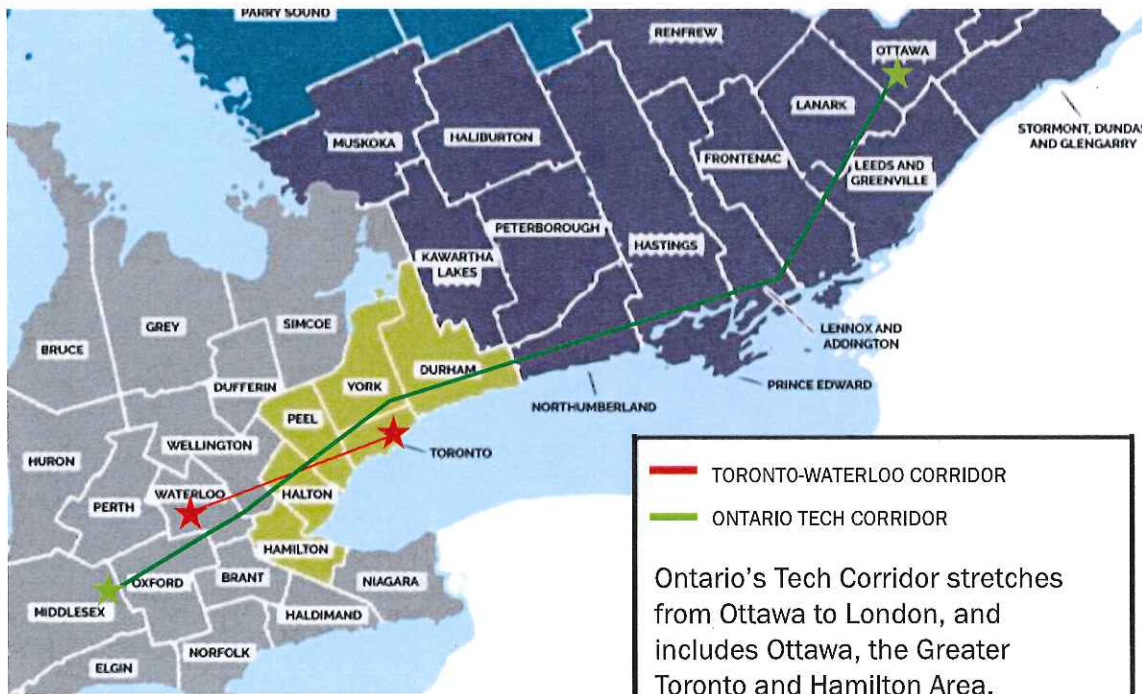 PARRY SOUND
RENFREW
OTTAWA
LANARK
STORMONT, DUNDAS
AND GLENGARRY
MUSKOKA
HALIBURTON
FRONTENAC
LEEDS AND
GREENVILLE
PETERBOROUGH
HASTINGS
KAWARTHA
LAKES
LENNOX AND
ADDINGTON
PRINCE EDWARD
NORTHUMBERLAND
BRUCE
GREY
SIMCOE
DUFFERIN
YORK
DURHAM
PEEL
TORONTO
WELLINGTON
HURON
PERTH
WATERLOO
HALTON
HAMILTON
OXFORD
BRANT
NIAGARA
MIDDLESEX
HALDIMAND
NORFOLK
ELGIN
TORONTO-WATERLOO CORRIDOR
ONTARIO TECH CORRIDOR
Ontario's Tech Corridor stretches
from Ottawa to London, and
includes Ottawa, the Greater
Toronto and Hamilton Area,